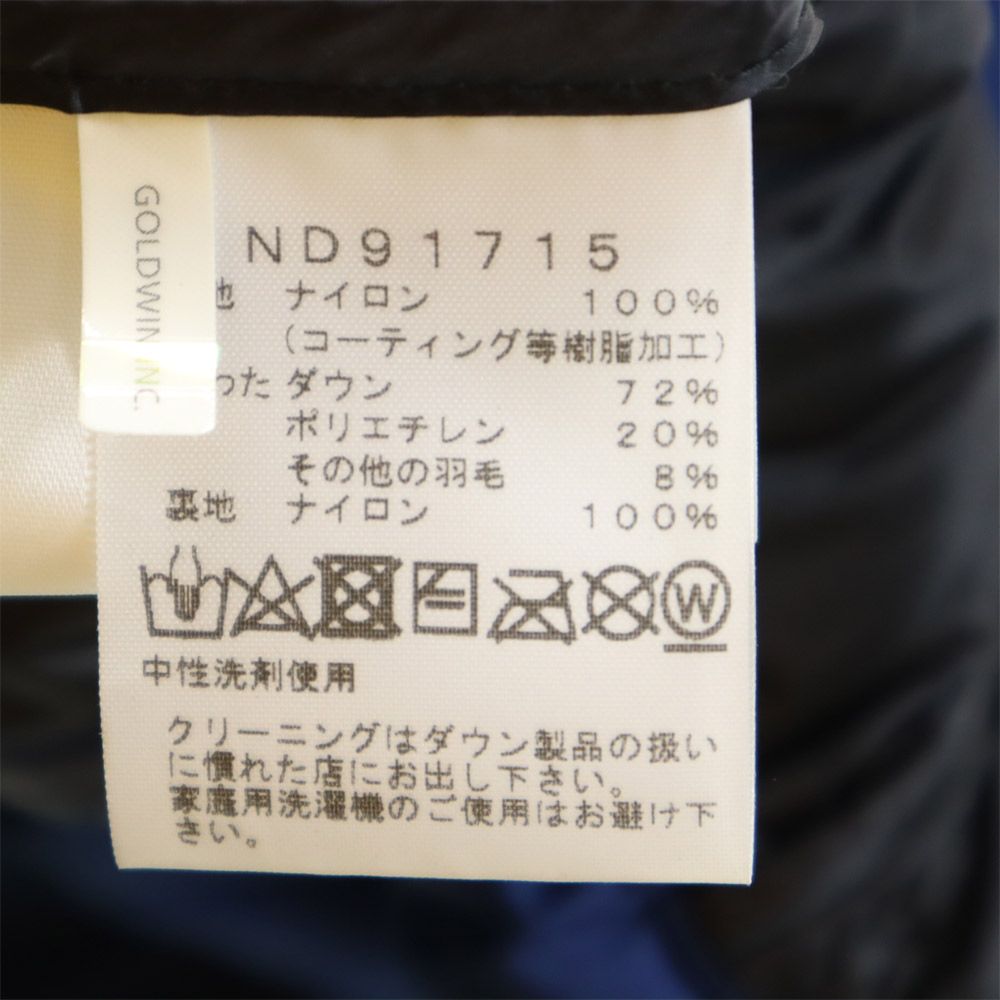 GOLDWIN INC.
ND91715
地 ナイロン 100%
(コーティング等樹脂加工)
わた ダウン 72%
ポリエチレン 20%
その他の羽毛 8%
裏地 ナイロン 100%
W
中性洗剤使用
クリーニングはダウン製品の扱い
に慣れた店にお出し下さい。
家庭用洗濯機のご使用はお避け下
さい。